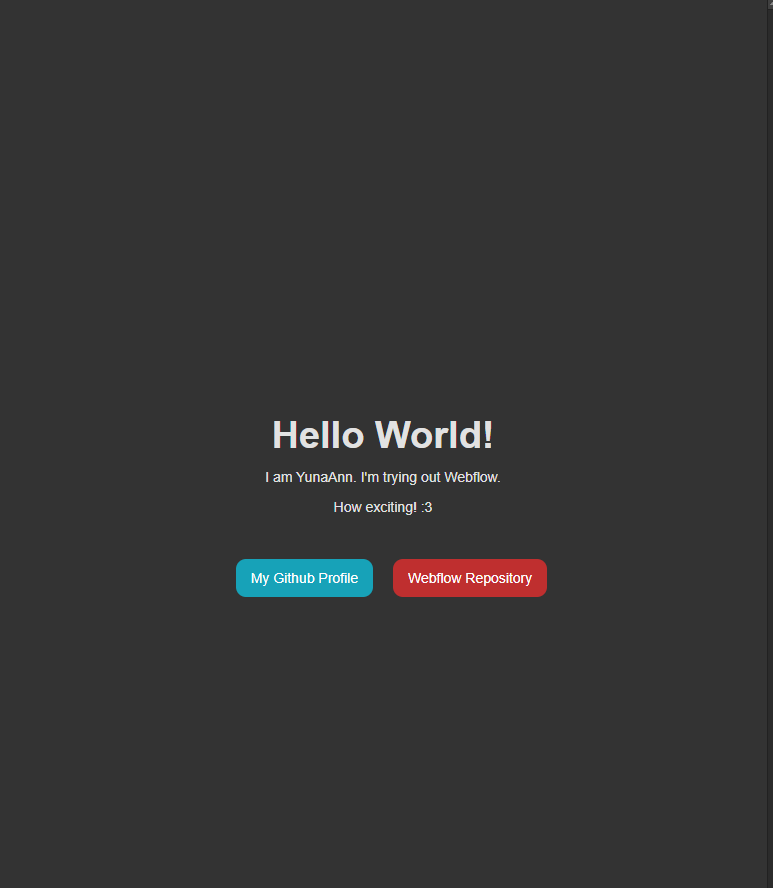 Hello World!
I am YunaAnn. I'm trying out Webflow.
How exciting! :3
My Github Profile
Webflow Repository